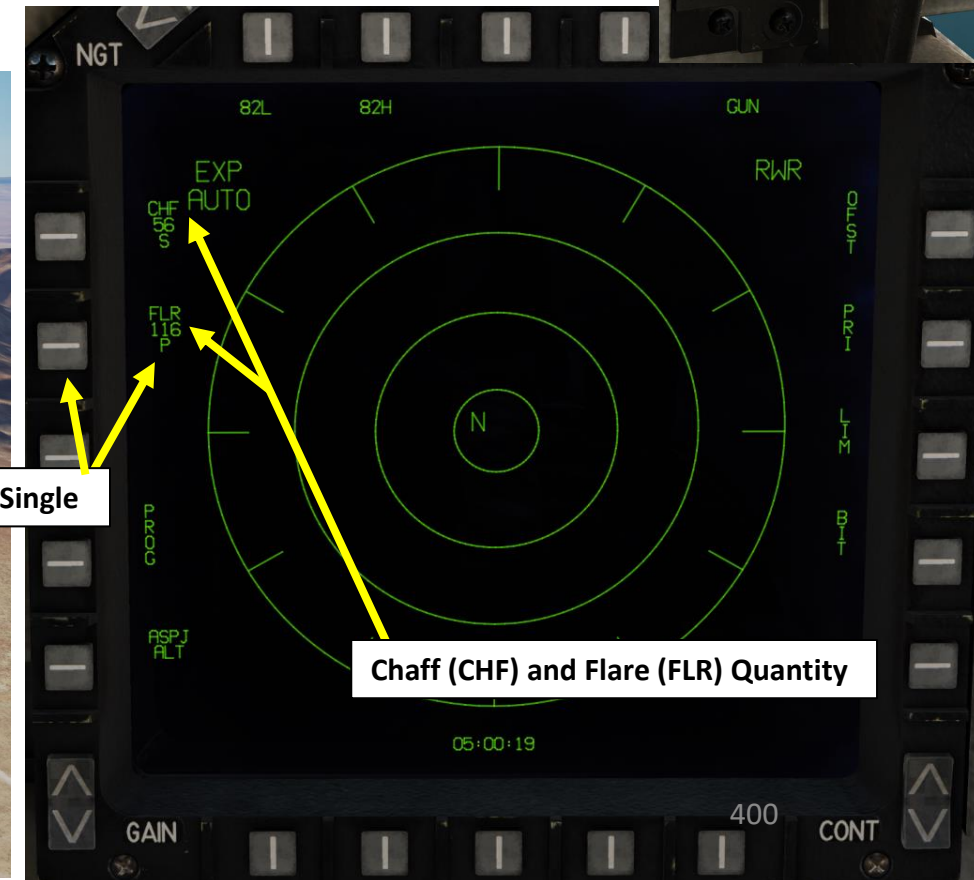 NGT
82L 82H GUN
EXP
AUTO
RWR
CHF
56
S
OFST
FLR
116
P
PRI
LIM
Single
PROG
BIT
N
ASPJ
ALT
Chaff (CHF) and Flare (FLR) Quantity
05:00:19
400
GAIN
CONT